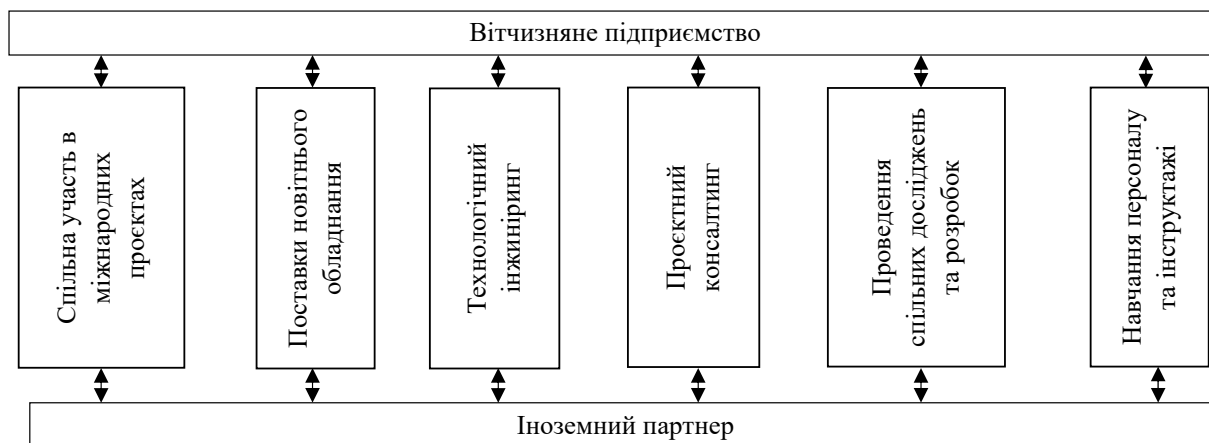 Вітчизняне підприємство
Спільна участь в
міжнародних
проєктах
Поставки новітнього
обладнання
Технологічний
інжиніринг
Проєктний
консалтинг
Проведення
спільних досліджень
та розробок
Навчання персоналу
та інструктажі
Іноземний партнер